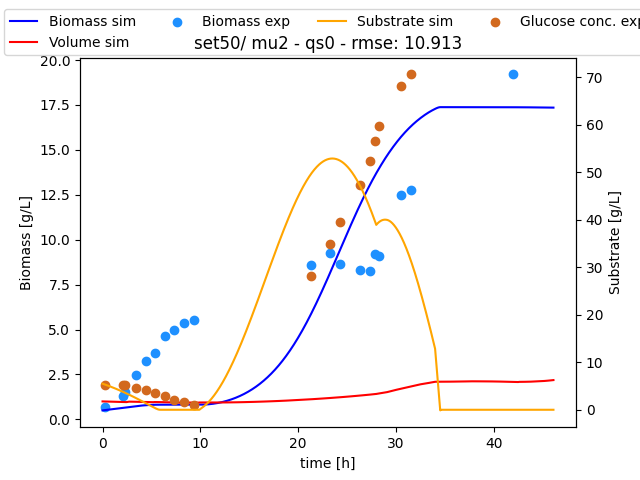 Biomass sim Biomass exp Substrate sim Glucose conc. exp
Volume sim
set50/ mu2 - qs0 - rmse: 10.913
20.0
17.5
15.0
12.5
10.0
7.5
5.0
2.5
0.0
Biomass [g/L]
70
60
50
40
30
20
10
0
Substrate [g/L]
0 10 20 30 40
time [h]